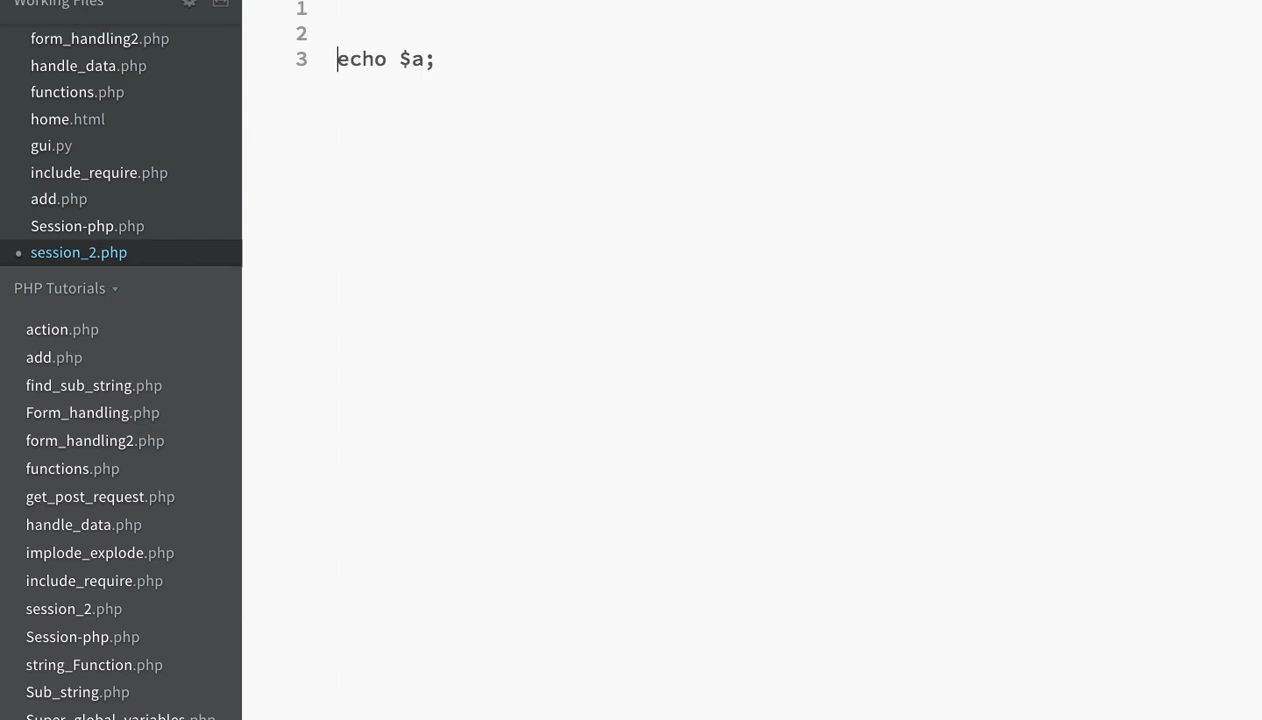 Working Files
form_handling2.php
handle_data.php
functions.php
home.html
gui.py
include_require.php
add.php
Session-php.php
session_2.php
PHP Tutorials
action.php
add.php
find_sub_string.php
Form_handling.php
form_handling2.php
functions.php
get_post_request.php
handle_data.php
implode_explode.php
include_require.php
session_2.php
Session-php.php
string_Function.php
Sub_string.php
Super_global_variables.php
1
2
3 echo $a;